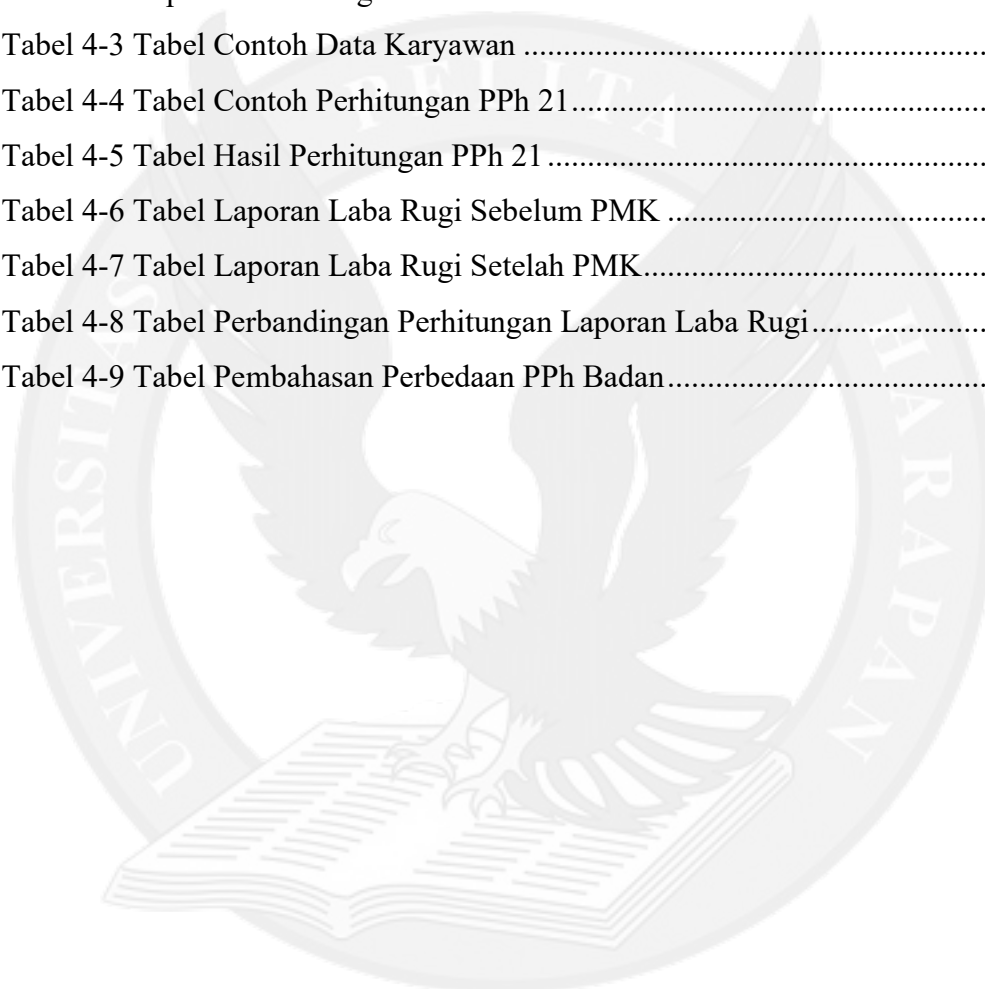 Tabel 4-3 Tabel Contoh Data Karyawan ..........................................................
Tabel 4-4 Tabel Contoh Perhitungan PPh 21....................................................
Tabel 4-5 Tabel Hasil Perhitungan PPh 21 .......................................................
Tabel 4-6 Tabel Laporan Laba Rugi Sebelum PMK ........................................
Tabel 4-7 Tabel Laporan Laba Rugi Setelah PMK...........................................
Tabel 4-8 Tabel Perbandingan Perhitungan Laporan Laba Rugi......................
Tabel 4-9 Tabel Pembahasan Perbedaan PPh Badan........................................
UNIVERSITAS PELITA HARAPAN